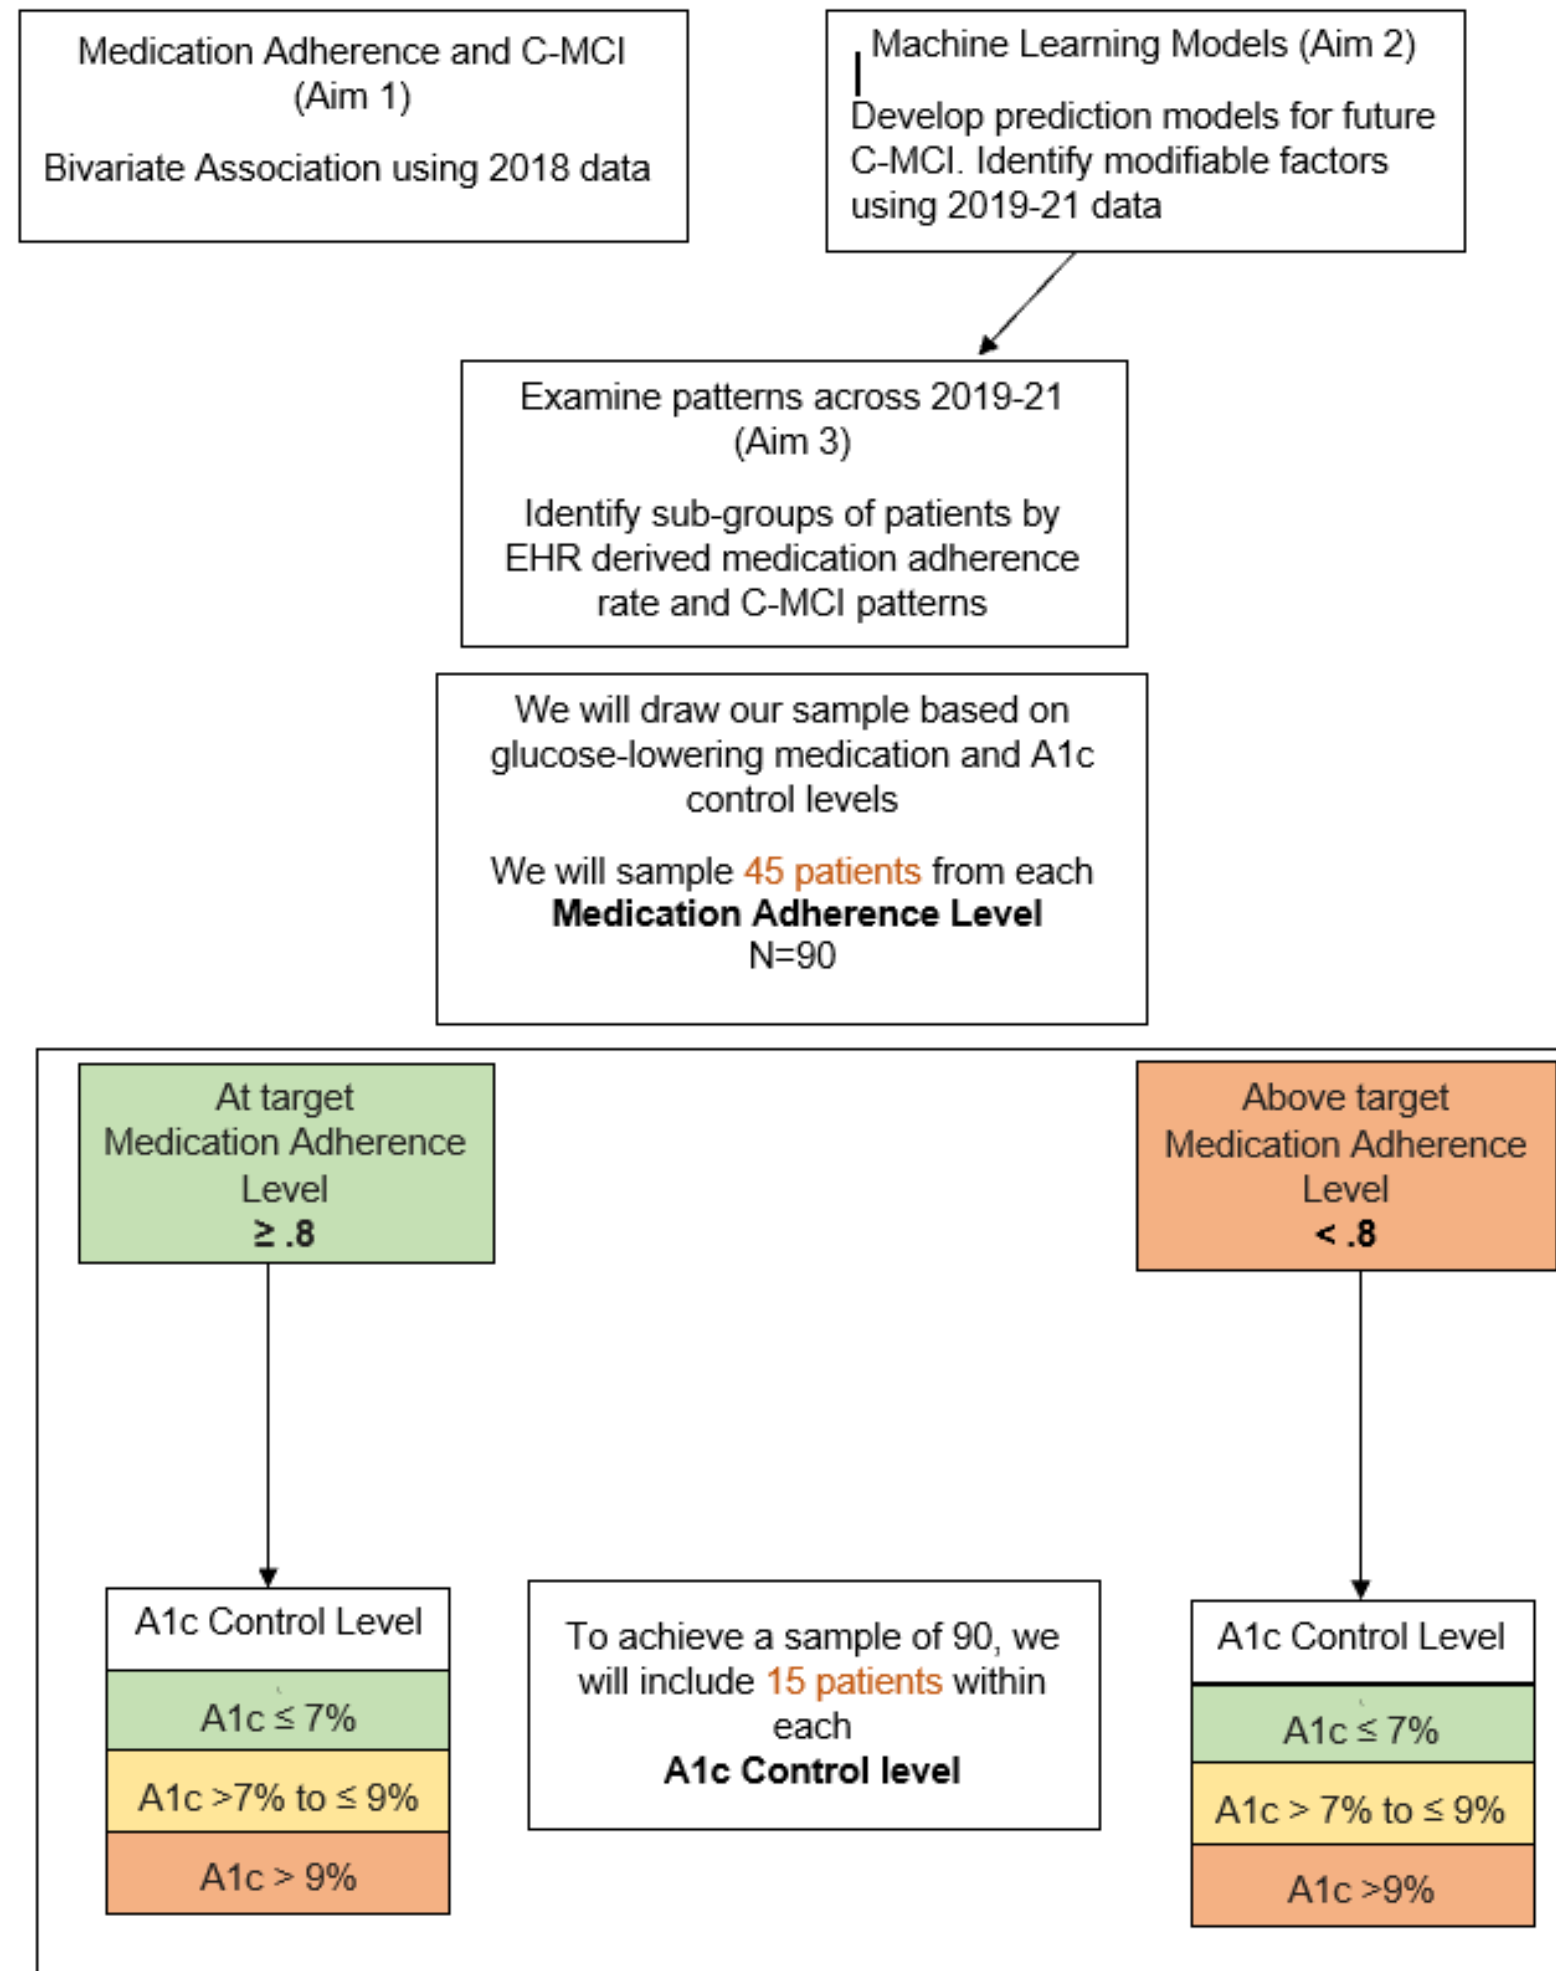 Medication Adherence and C-MCI
(Aim 1)
Bivariate Association using 2018 data
Machine Learning Models (Aim 2)
Develop prediction models for future
C-MCI. Identify modifiable factors
using 2019-21 data
Examine patterns across 2019-21
(Aim 3)
Identify sub-groups of patients by
EHR derived medication adherence
rate and C-MCI patterns
We will draw our sample based on
glucose-lowering medication and A1c
control levels
We will sample 45 patients from each
Medication Adherence Level
N=90
At target
Medication Adherence
Level
≥ .8
Above target
Medication Adherence
Level
< .8
A1c Control Level
A1c ≤ 7%
A1c >7% to ≤ 9%
A1c > 9%
To achieve a sample of 90, we
will include 15 patients within
each
A1c Control level
A1c Control Level
A1c ≤ 7%
A1c > 7% to ≤ 9%
A1c >9%